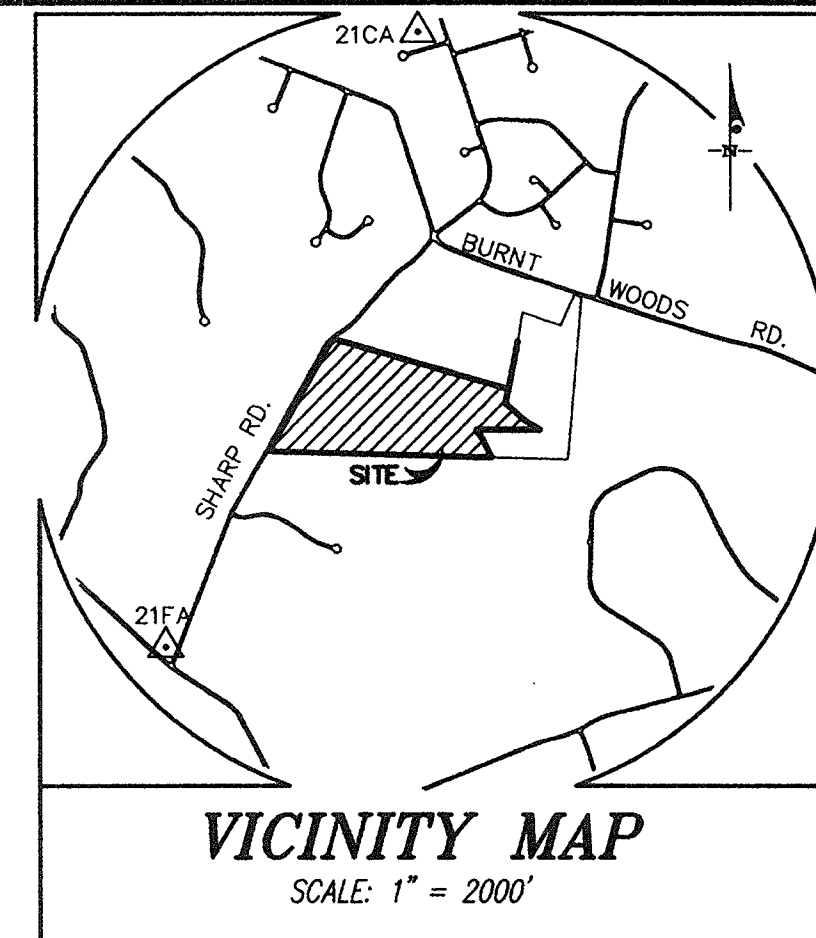 21CA
N
BURNT
WOODS
RD.
SHARP RD.
SITE
21FA
VICINITY MAP
SCALE: 1" = 2000'